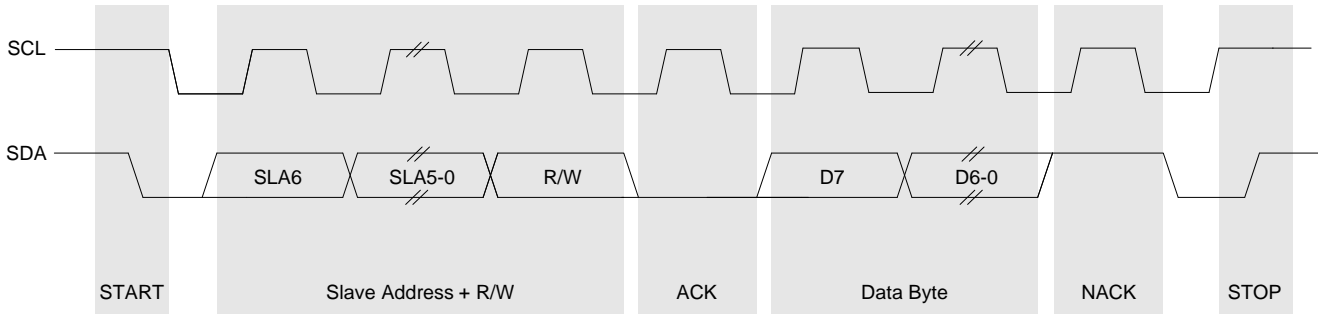 SCL
SDA
SLA6
SLA5-0
R/W
D7
D6-0
START
Slave Address + R/W
ACK
Data Byte
NACK
STOP